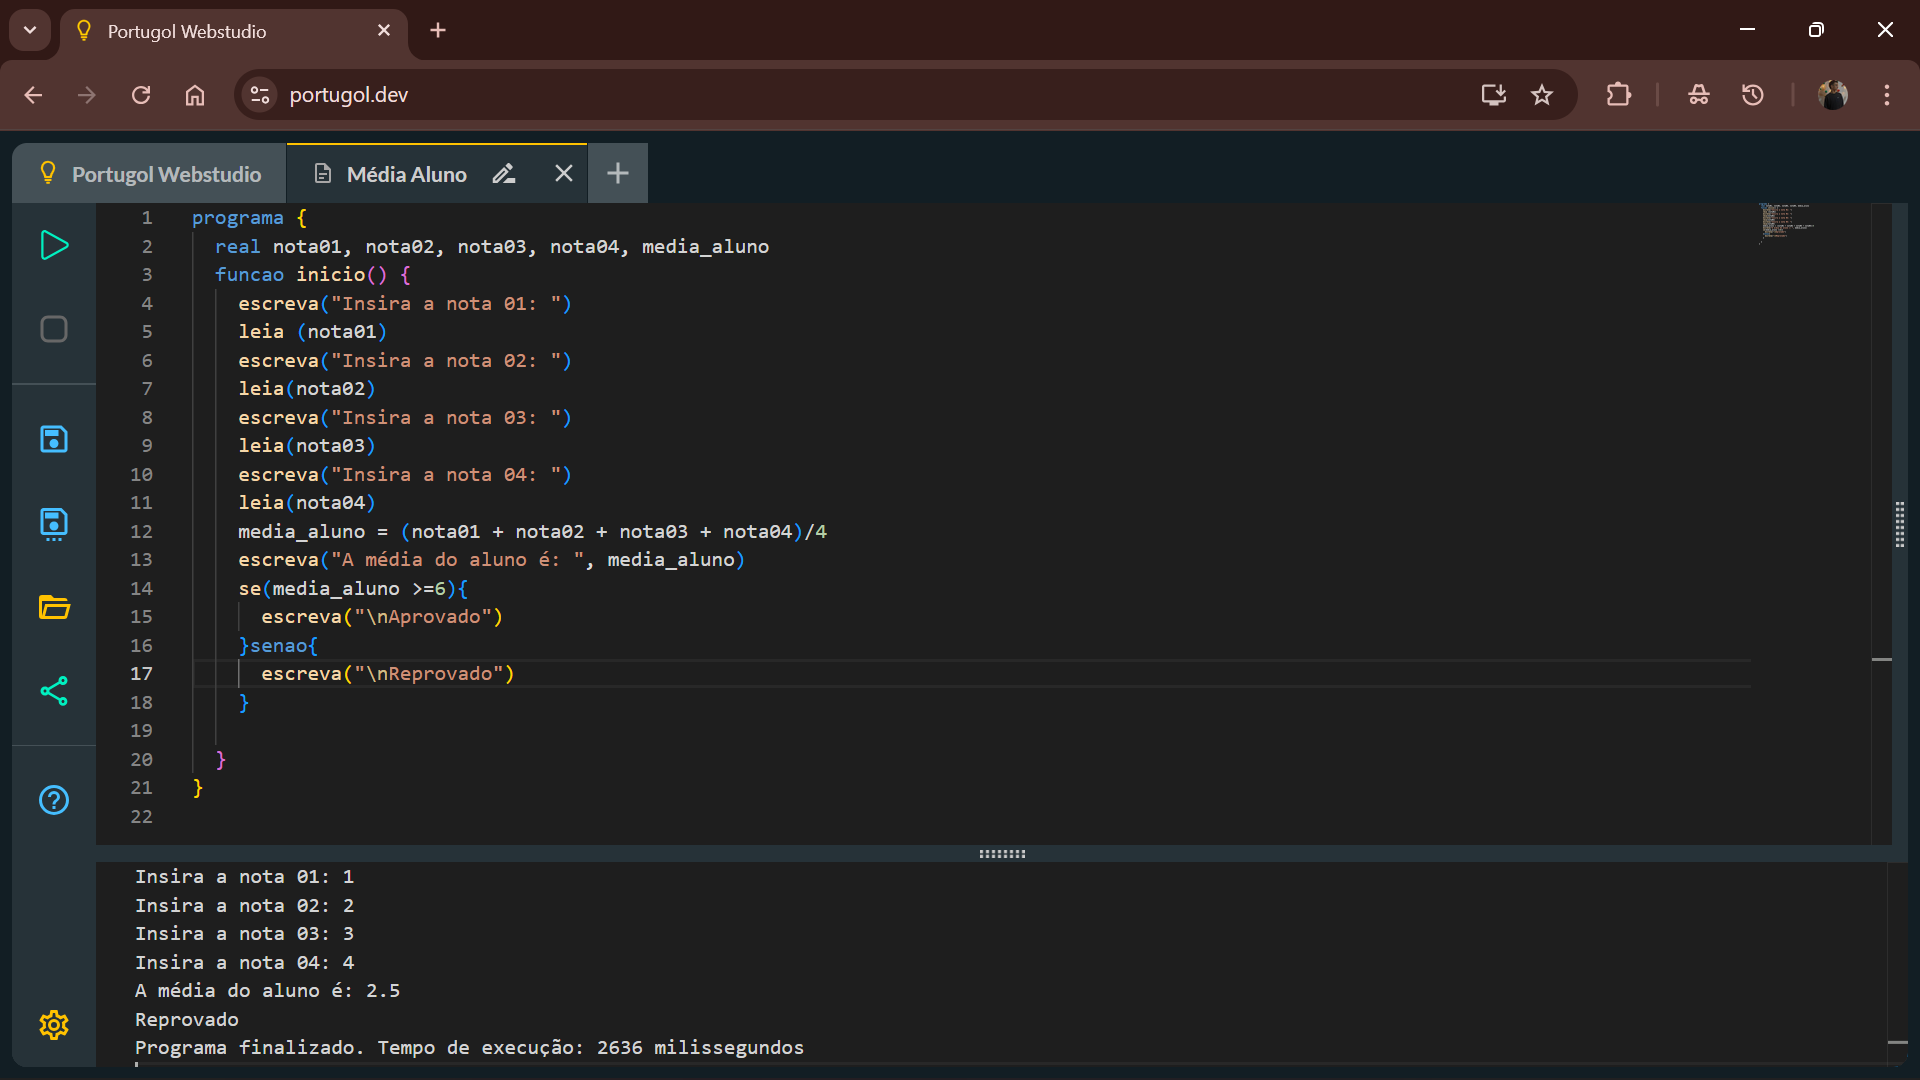 Portugol Webstudio
portugol.dev
Portugol Webstudio
Média Aluno
1 programa {
2 real nota01, nota02, nota03, nota04, media_aluno
3 funcao inicio() {
4 escreva("Insira a nota 01: ")
5 leia (nota01)
6 escreva("Insira a nota 02: ")
7 leia(nota02)
8 escreva("Insira a nota 03: ")
9 leia(nota03)
10 escreva("Insira a nota 04: ")
11 leia(nota04)
12 media_aluno = (nota01 + nota02 + nota03 + nota04)/4
13 escreva("A média do aluno é: ", media_aluno)
14 se(media_aluno >=6){
15 escreva("\nAprovado")
16 }senao{
17 escreva("\nReprovado")
18 }
19
20 }
21 }
22
Insira a nota 01: 1
Insira a nota 02: 2
Insira a nota 03: 3
Insira a nota 04: 4
A média do aluno é: 2.5
Reprovado
Programa finalizado. Tempo de execução: 2636 milissegundos